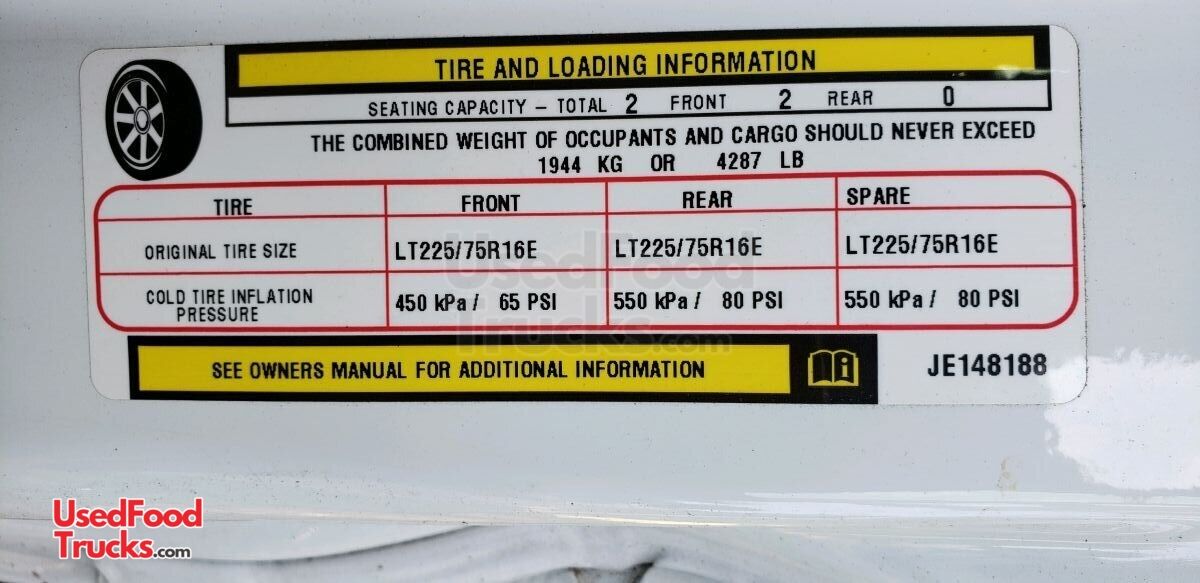 TIRE AND LOADING INFORMATION
SEATING CAPACITY – TOTAL 2 FRONT 2 REAR 0
THE COMBINED WEIGHT OF OCCUPANTS AND CARGO SHOULD NEVER EXCEED
1944 KG OR 4287 LB
TIRE FRONT REAR SPARE
ORIGINAL TIRE SIZE LT225/75R16E LT225/75R16E LT225/75R16E
COLD TIRE INFLATION
PRESSURE 450 kPa / 65 PSI 550 kPa / 80 PSI 550 kPa / 80 PSI
UsedFood
Trucks.com
SEE OWNERS MANUAL FOR ADDITIONAL INFORMATION i JE148188
UsedFood
Trucks.com